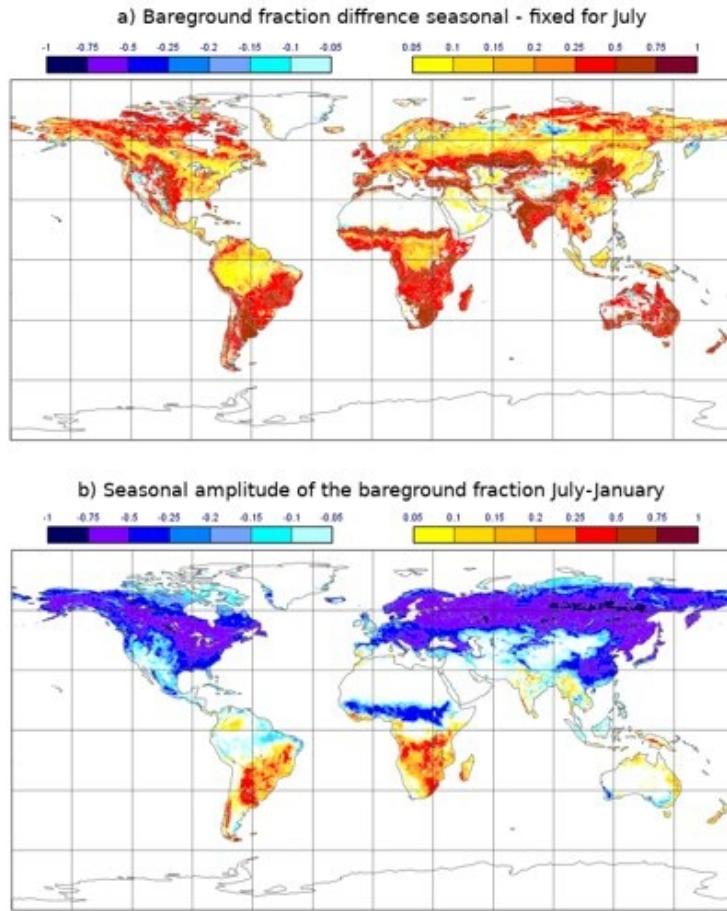 a) Bareground fraction diffrence seasonal - fixed for July
-1 -0.75 -0.5 -0.25 -0.2 -0.15 -0.1 -0.05 0.05 0.1 0.15 0.2 0.25 0.5 0.75 1
b) Seasonal amplitude of the bareground fraction July-January
-1 -0.75 -0.5 -0.25 -0.2 -0.15 -0.1 -0.05 0.05 0.1 0.15 0.2 0.25 0.5 0.75 1